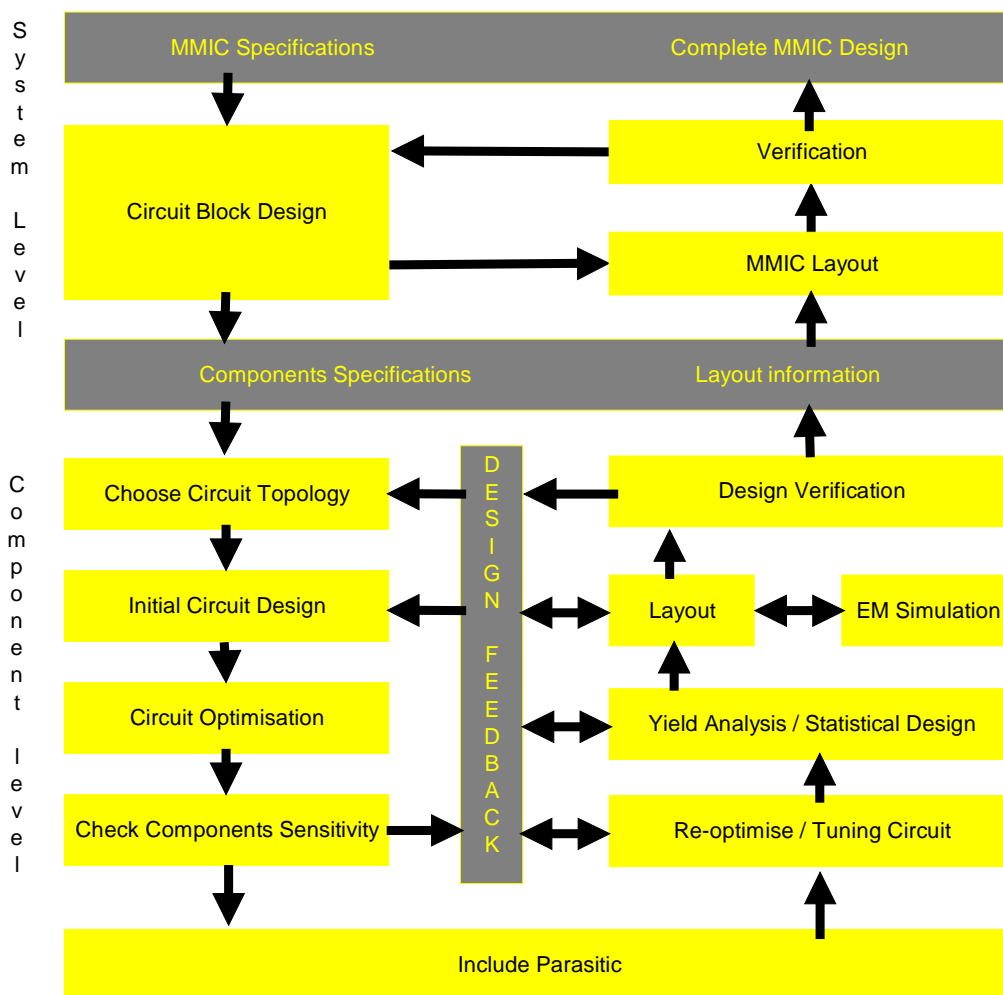 System Level
MMIC Specifications
Complete MMIC Design
Verification
Circuit Block Design
MMIC Layout
Components Specifications
Layout information
Component level
DESIGN FEEDBACK
Choose Circuit Topology
Design Verification
Initial Circuit Design
Layout
EM Simulation
Circuit Optimisation
Yield Analysis / Statistical Design
Check Components Sensitivity
Re-optimise / Tuning Circuit
Include Parasitic